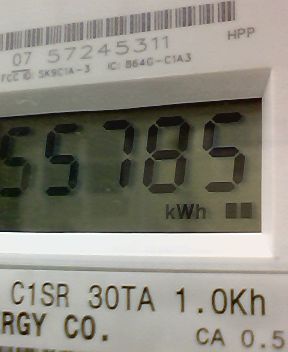 07 57245311
HPP
FCC ID: SK9C1A-3 IC: 864G-C1A3
55785
kWh
C1SR 30TA 1.0Kh
RGY CO.
CA 0.5